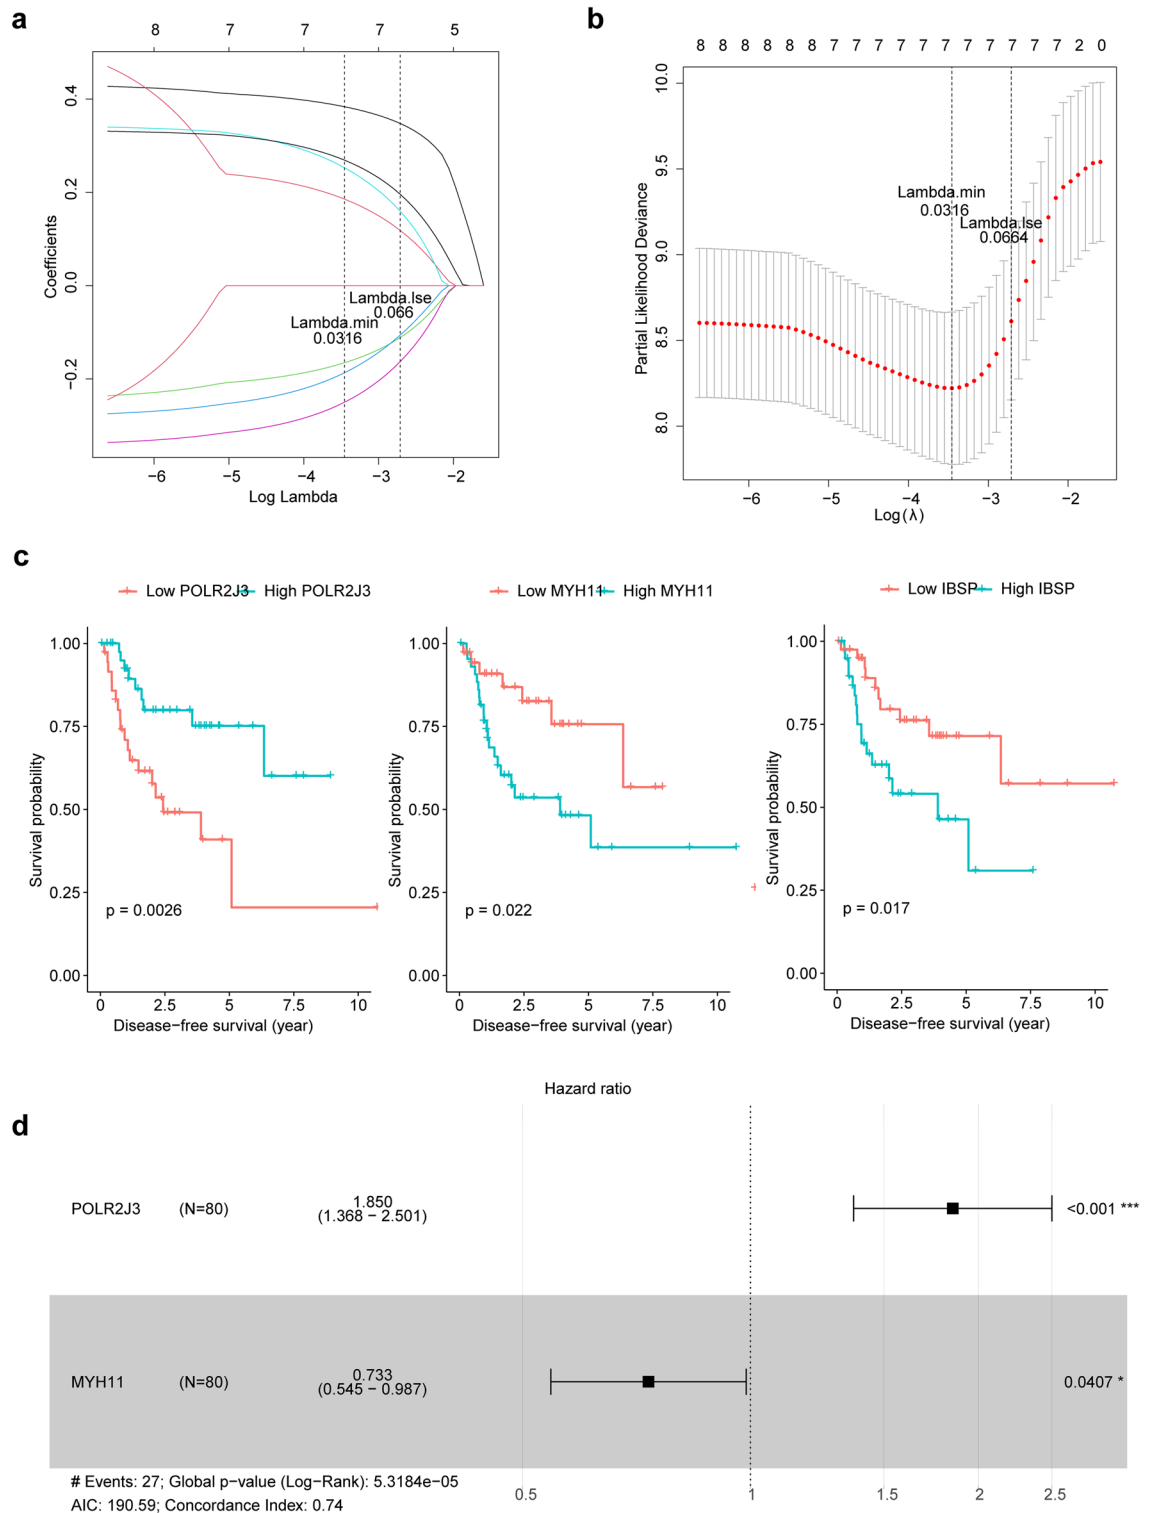 a
8 7 7 7 5
0.4
0.2
0.0
−0.2
Coefficients
Lambda.lse
0.066
Lambda.min
0.0316
−6 −5 −4 −3 −2
Log Lambda
b
8 8 8 8 8 8 7 7 7 7 7 7 7 7 7 7 7 2 0
10.0
9.5
9.0
8.5
8.0
Partial Likelihood Deviance
Lambda.min
0.0316
Lambda.lse
0.0664
−6 −5 −4 −3 −2
Log(λ)
c
Low POLR2J3 High POLR2J3
1.00
0.75
0.50
0.25
0.00
Survival probability
p = 0.0026
0 2.5 5 7.5 10
Disease−free survival (year)
Low MYH11 High MYH11
1.00
0.75
0.50
0.25
0.00
Survival probability
p = 0.022
0 2.5 5 7.5 10
Disease−free survival (year)
Low IBSP High IBSP
1.00
0.75
0.50
0.25
0.00
Survival probability
p = 0.017
0 2.5 5 7.5 10
Disease−free survival (year)
d
Hazard ratio
POLR2J3 (N=80) 1.850 <0.001 ***
(1.368 − 2.501)
MYH11 (N=80) 0.733 0.0407 *
(0.545 − 0.987)
# Events: 27; Global p−value (Log−Rank): 5.3184e−05
AIC: 190.59; Concordance Index: 0.74
0.5 1 1.5 2 2.5